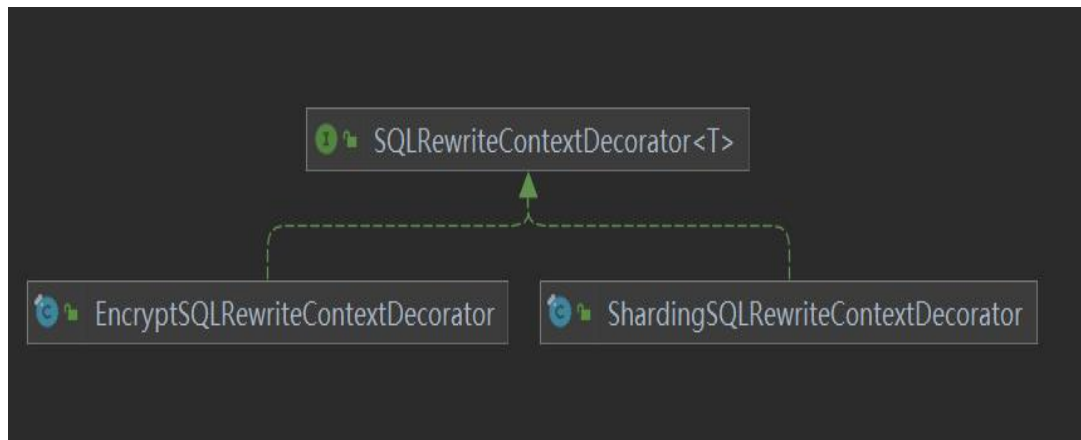 I SQLRewriteContextDecorator<T>
C EncryptSQLRewriteContextDecorator
C ShardingSQLRewriteContextDecorator